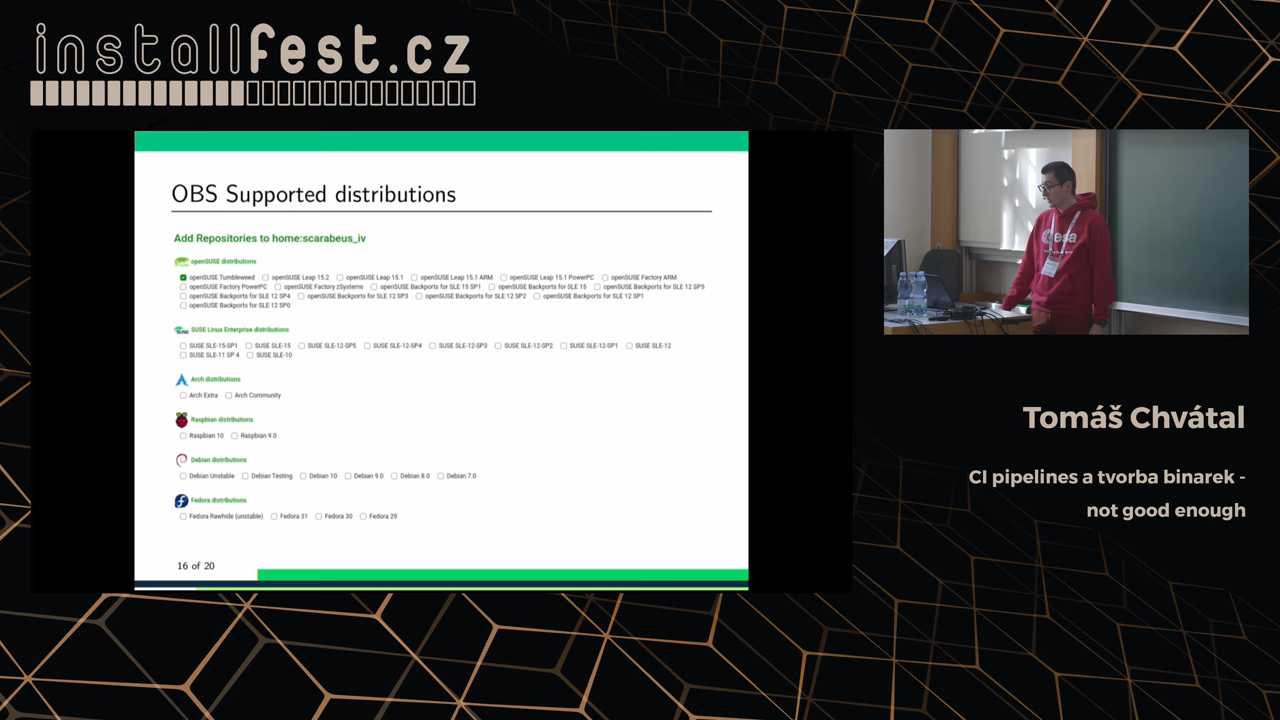 installfest.cz
OBS Supported distributions
Add Repositories to home:scarabeus_iv
openSUSE distributions
openSUSE Tumbleweed openSUSE Leap 15.2 openSUSE Leap 15.1 openSUSE Leap 15.1 ARM openSUSE Leap 15.1 PowerPC openSUSE Factory ARM
openSUSE Factory PowerPC openSUSE Factory zSystems openSUSE Backports for SLE 15 SP1 openSUSE Backports for SLE 15 openSUSE Backports for SLE 12 SP5
openSUSE Backports for SLE 12 SP4 openSUSE Backports for SLE 12 SP3 openSUSE Backports for SLE 12 SP2 openSUSE Backports for SLE 12 SP1
openSUSE Backports for SLE 12 SP0
SUSE Linux Enterprise distributions
SUSE SLE-15-SP1 SUSE SLE-15 SUSE SLE-12-SP5 SUSE SLE-12-SP4 SUSE SLE-12-SP3 SUSE SLE-12-SP2 SUSE SLE-12-SP1 SUSE SLE-12
SUSE SLE-11 SP 4 SUSE SLE-10
Arch distributions
Arch Extra Arch Community
Raspbian distributions
Raspbian 10 Raspbian 9.0
Debian distributions
Debian Unstable Debian Testing Debian 10 Debian 9.0 Debian 8.0 Debian 7.0
Fedora distributions
Fedora Rawhide (unstable) Fedora 31 Fedora 30 Fedora 29
16 of 20
esa
Tomáš Chvátal
CI pipelines a tvorba binarek -
not good enough